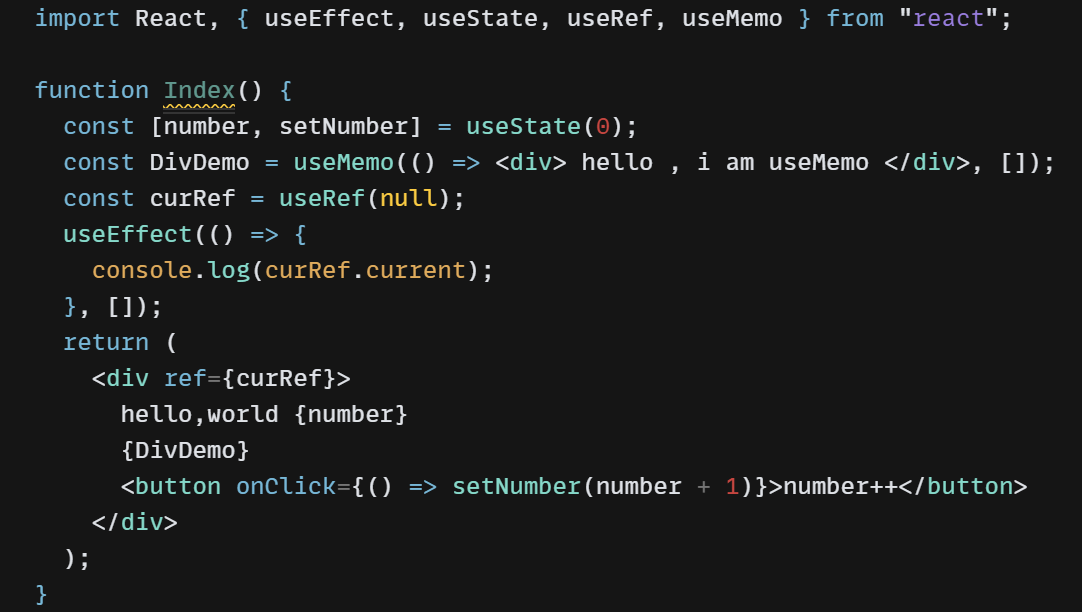 import React, { useEffect, useState, useRef, useMemo } from "react";

function Index() {
  const [number, setNumber] = useState(0);
  const DivDemo = useMemo(() => <div> hello , i am useMemo </div>, []);
  const curRef = useRef(null);
  useEffect(() => {
    console.log(curRef.current);
  }, []);
  return (
    <div ref={curRef}>
      hello,world {number}
      {DivDemo}
      <button onClick={() => setNumber(number + 1)}>number++</button>
    </div>
  );
}